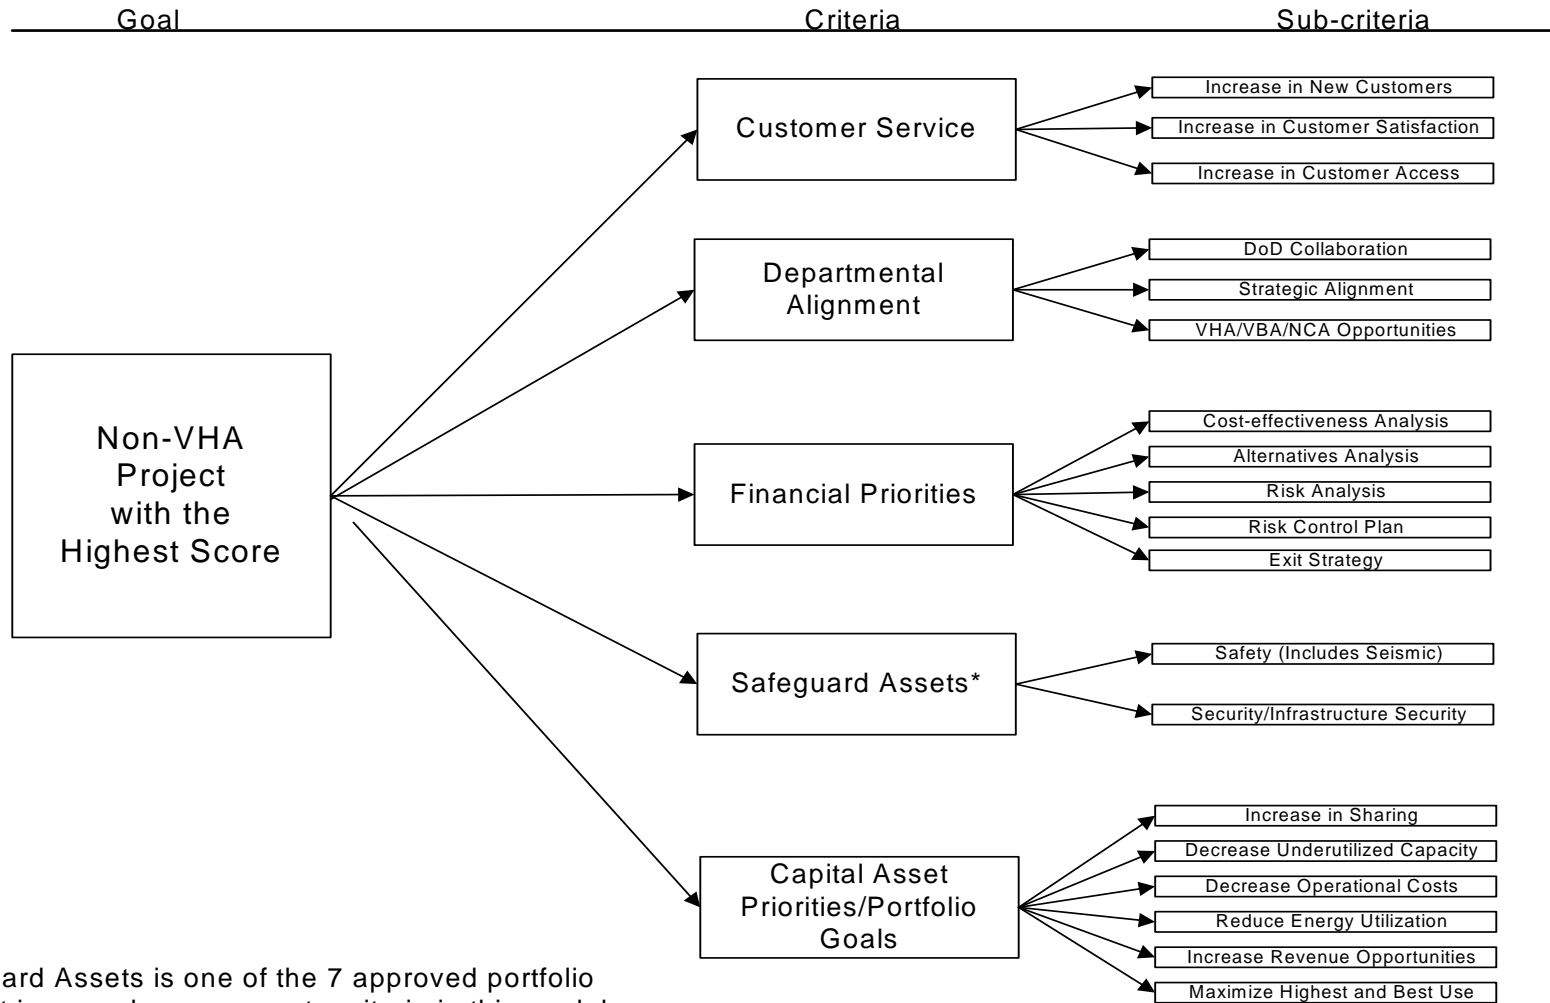 Goal
Criteria
Sub-criteria
Non-VHA
Project
with the
Highest Score
Customer Service
Increase in New Customers
Increase in Customer Satisfaction
Increase in Customer Access
Departmental
Alignment
DoD Collaboration
Strategic Alignment
VHA/VBA/NCA Opportunities
Financial Priorities
Cost-effectiveness Analysis
Alternatives Analysis
Risk Analysis
Risk Control Plan
Exit Strategy
Safeguard Assets*
Safety (Includes Seismic)
Security/Infrastructure Security
Capital Asset
Priorities/Portfolio
Goals
Increase in Sharing
Decrease Underutilized Capacity
Decrease Operational Costs
Reduce Energy Utilization
Increase Revenue Opportunities
Maximize Highest and Best Use
ard Assets is one of the 7 approved portfolio